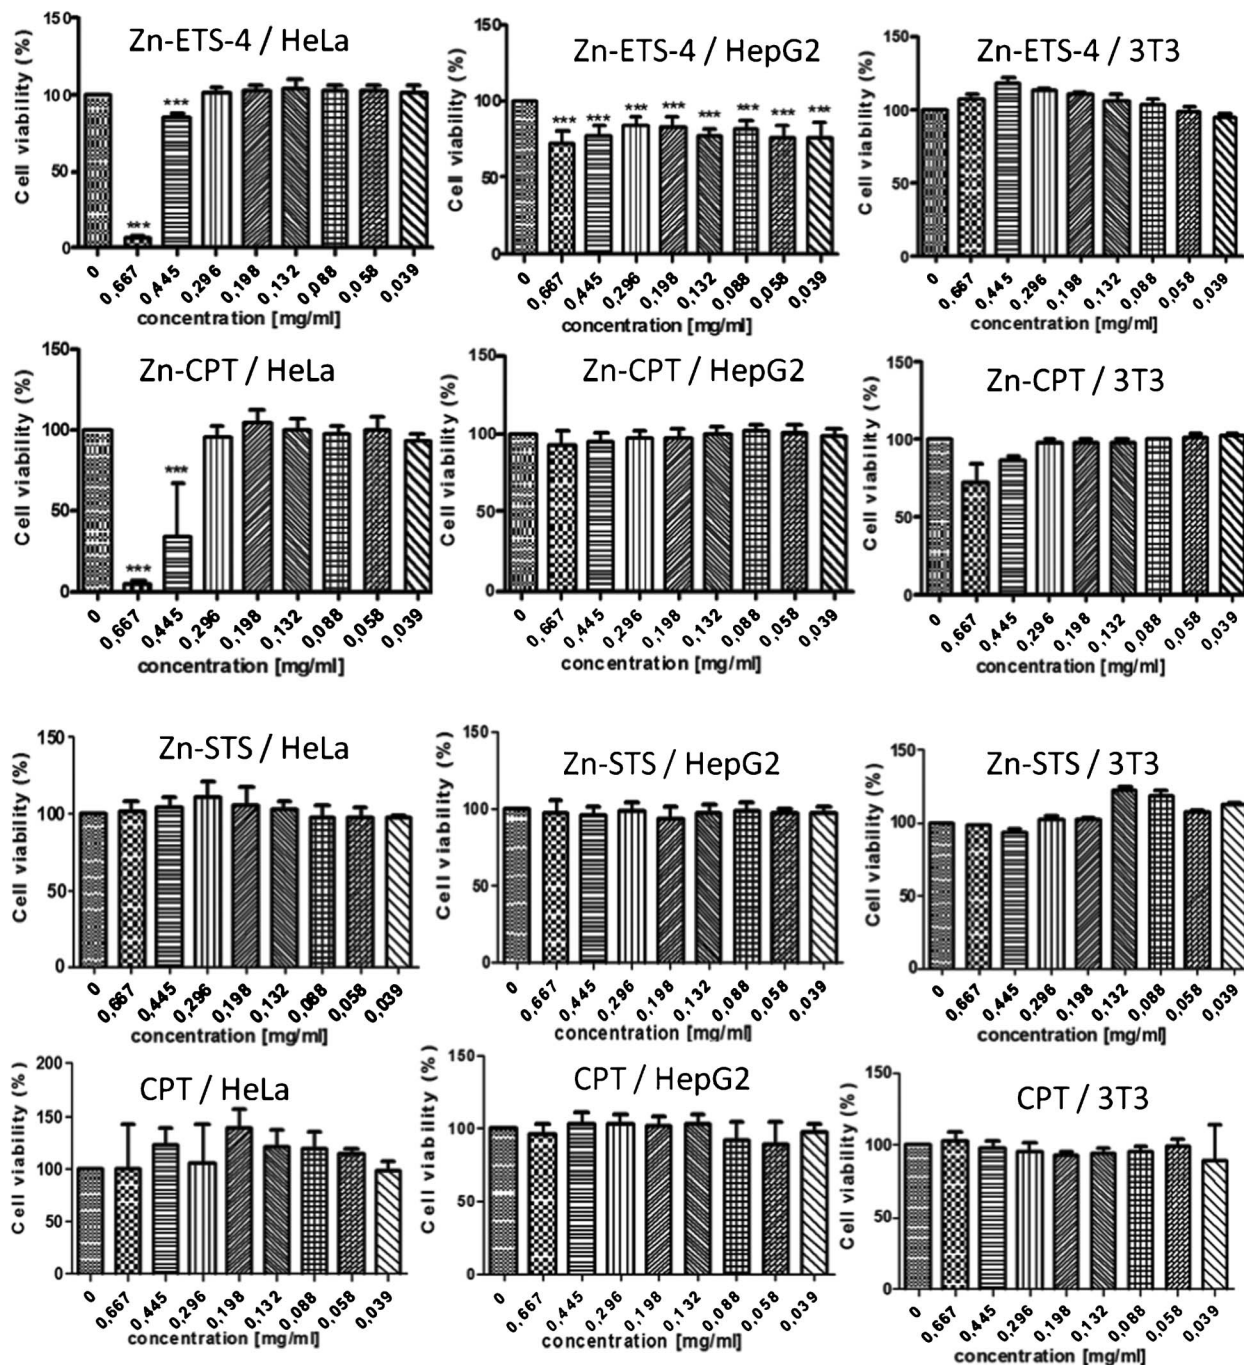 Zn-ETS-4 / HeLa
Cell viability (%)
150
100
50
0
***
***
0 0,667 0,445 0,296 0,198 0,132 0,088 0,058 0,039
concentration [mg/ml]
Zn-ETS-4 / HepG2
Cell viability (%)
150
100
50
0
*** *** *** *** *** *** *** ***
0 0,667 0,445 0,296 0,198 0,132 0,088 0,058 0,039
concentration [mg/ml]
Zn-ETS-4 / 3T3
Cell viability (%)
150
100
50
0
0 0,667 0,445 0,296 0,198 0,132 0,088 0,058 0,039
concentration [mg/ml]
Zn-CPT / HeLa
Cell viability (%)
150
100
50
0
***
***
0 0,667 0,445 0,296 0,198 0,132 0,088 0,058 0,039
concentration [mg/ml]
Zn-CPT / HepG2
Cell viability (%)
150
100
50
0
0 0,667 0,445 0,296 0,198 0,132 0,088 0,058 0,039
concentration [mg/ml]
Zn-CPT / 3T3
Cell viability (%)
150
100
50
0
0 0,667 0,445 0,296 0,198 0,132 0,088 0,058 0,039
concentration [mg/ml]
Zn-STS / HeLa
Cell viability (%)
150
100
50
0
0 0,667 0,445 0,296 0,198 0,132 0,088 0,058 0,039
concentration [mg/ml]
Zn-STS / HepG2
Cell viability (%)
150
100
50
0
0 0,667 0,445 0,296 0,198 0,132 0,088 0,058 0,039
concentration [mg/ml]
Zn-STS / 3T3
Cell viability (%)
150
100
50
0
0 0,667 0,445 0,296 0,198 0,132 0,088 0,058 0,039
concentration [mg/ml]
CPT / HeLa
Cell viability (%)
200
150
100
50
0
0 0,667 0,445 0,296 0,198 0,132 0,088 0,058 0,039
concentration [mg/ml]
CPT / HepG2
Cell viability (%)
150
100
50
0
0 0,667 0,445 0,296 0,198 0,132 0,088 0,058 0,039
concentration [mg/ml]
CPT / 3T3
Cell viability (%)
150
100
50
0
0 0,667 0,445 0,296 0,198 0,132 0,088 0,058 0,039
concentration [mg/ml]